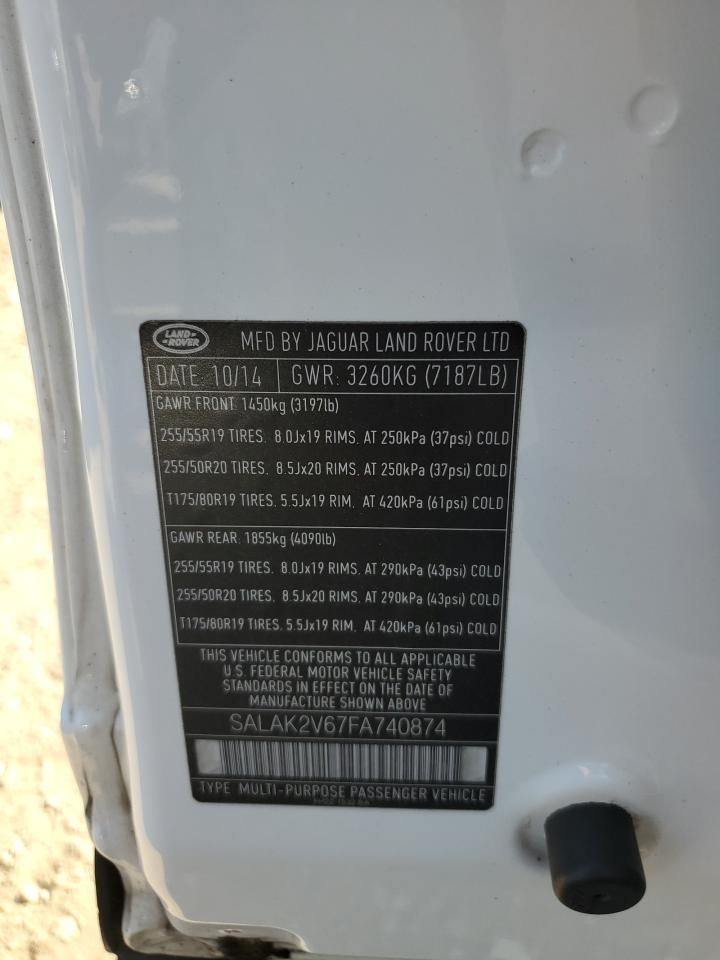 LAND ROVER MFD BY JAGUAR LAND ROVER LTD
DATE: 10/14 GWR: 3260KG (7187LB)
GAWR FRONT: 1450kg (3197lb)
255/55R19 TIRES. 8.0Jx19 RIMS. AT 250kPa (37psi) COLD
255/50R20 TIRES. 8.5Jx20 RIMS. AT 250kPa (37psi) COLD
T175/80R19 TIRES. 5.5Jx19 RIM. AT 420kPa (61psi) COLD
GAWR REAR: 1855kg (4090lb)
255/55R19 TIRES. 8.0Jx19 RIMS. AT 290kPa (43psi) COLD
255/50R20 TIRES. 8.5Jx20 RIMS. AT 290kPa (43psi) COLD
T175/80R19 TIRES. 5.5Jx19 RIM. AT 420kPa (61psi) COLD
THIS VEHICLE CONFORMS TO ALL APPLICABLE
U.S. FEDERAL MOTOR VEHICLE SAFETY
STANDARDS IN EFFECT ON THE DATE OF
MANUFACTURE SHOWN ABOVE.
SALAK2V67FA740874
TYPE MULTI-PURPOSE PASSENGER VEHICLE